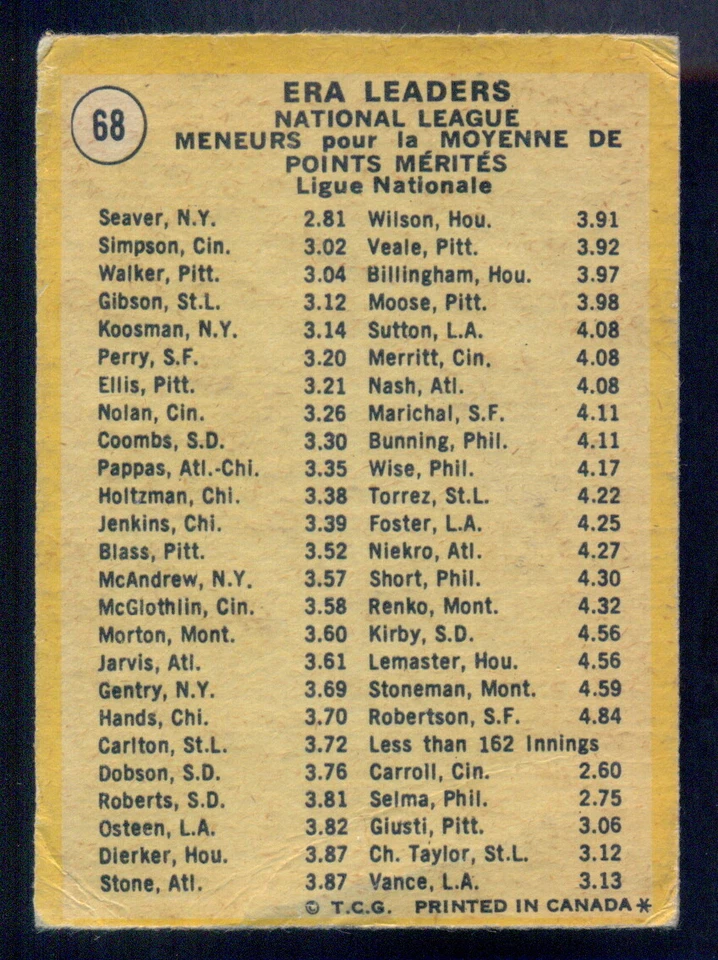 68
ERA LEADERS
NATIONAL LEAGUE
MENEURS pour la MOYENNE DE
POINTS MÉRITÉS
Ligue Nationale
Seaver, N.Y. 2.81
Simpson, Cin. 3.02
Walker, Pitt. 3.04
Gibson, St.L. 3.12
Koosman, N.Y. 3.14
Perry, S.F. 3.20
Ellis, Pitt. 3.21
Nolan, Cin. 3.26
Coombs, S.D. 3.30
Pappas, Atl.-Chi. 3.35
Holtzman, Chi. 3.38
Jenkins, Chi. 3.39
Blass, Pitt. 3.52
McAndrew, N.Y. 3.57
McGlothlin, Cin. 3.58
Morton, Mont. 3.60
Jarvis, Atl. 3.61
Gentry, N.Y. 3.69
Hands, Chi. 3.70
Carlton, St.L. 3.72
Dobson, S.D. 3.76
Roberts, S.D. 3.81
Osteen, L.A. 3.82
Dierker, Hou. 3.87
Stone, Atl. 3.87
Wilson, Hou. 3.91
Veale, Pitt. 3.92
Billingham, Hou. 3.97
Moose, Pitt. 3.98
Sutton, L.A. 4.08
Merritt, Cin. 4.08
Nash, Atl. 4.08
Marichal, S.F. 4.11
Bunning, Phil. 4.11
Wise, Phil. 4.17
Torrez, St.L. 4.22
Foster, L.A. 4.25
Niekro, Atl. 4.27
Short, Phil. 4.30
Renko, Mont. 4.32
Kirby, S.D. 4.56
Lemaster, Hou. 4.56
Stoneman, Mont. 4.59
Robertson, S.F. 4.84
Less than 162 Innings
Carroll, Cin. 2.60
Selma, Phil. 2.75
Giusti, Pitt. 3.06
Ch. Taylor, St.L. 3.12
Vance, L.A. 3.13
© T.C.G. PRINTED IN CANADA*